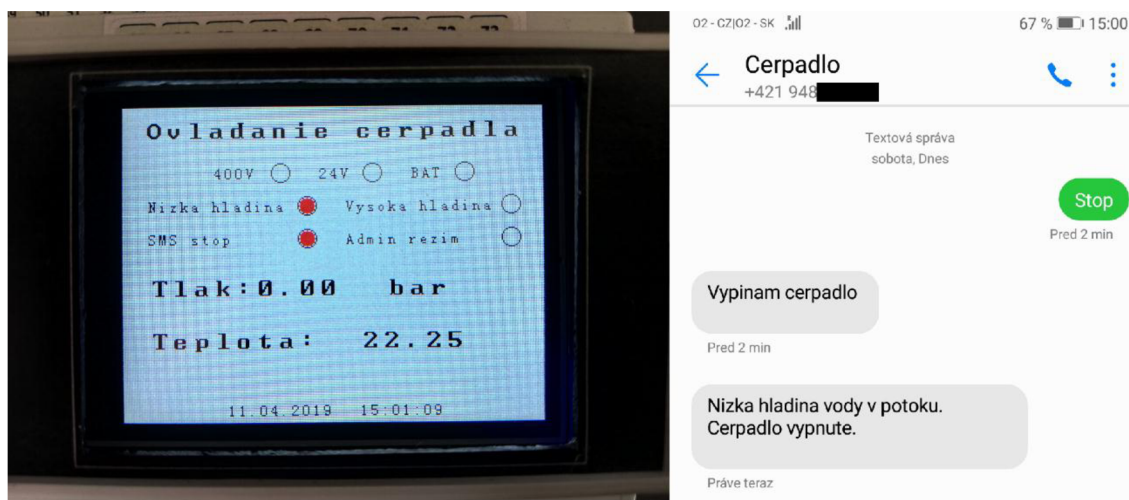 Ovladanie cerpadla
400V 24V BAT
Nizka hladina Vysoka hladina
SMS stop Admin rezim
Tlak:0.00 bar
Teplota: 22.25
11.04.2019 15:01:09
O2 - CZ|O2 - SK 67 % 15:00
Cerpadlo
+421 948
Textová správa
sobota, Dnes
Stop
Pred 2 min
Vypinam cerpadlo
Pred 2 min
Nizka hladina vody v potoku.
Cerpadlo vypnute.
Práve teraz